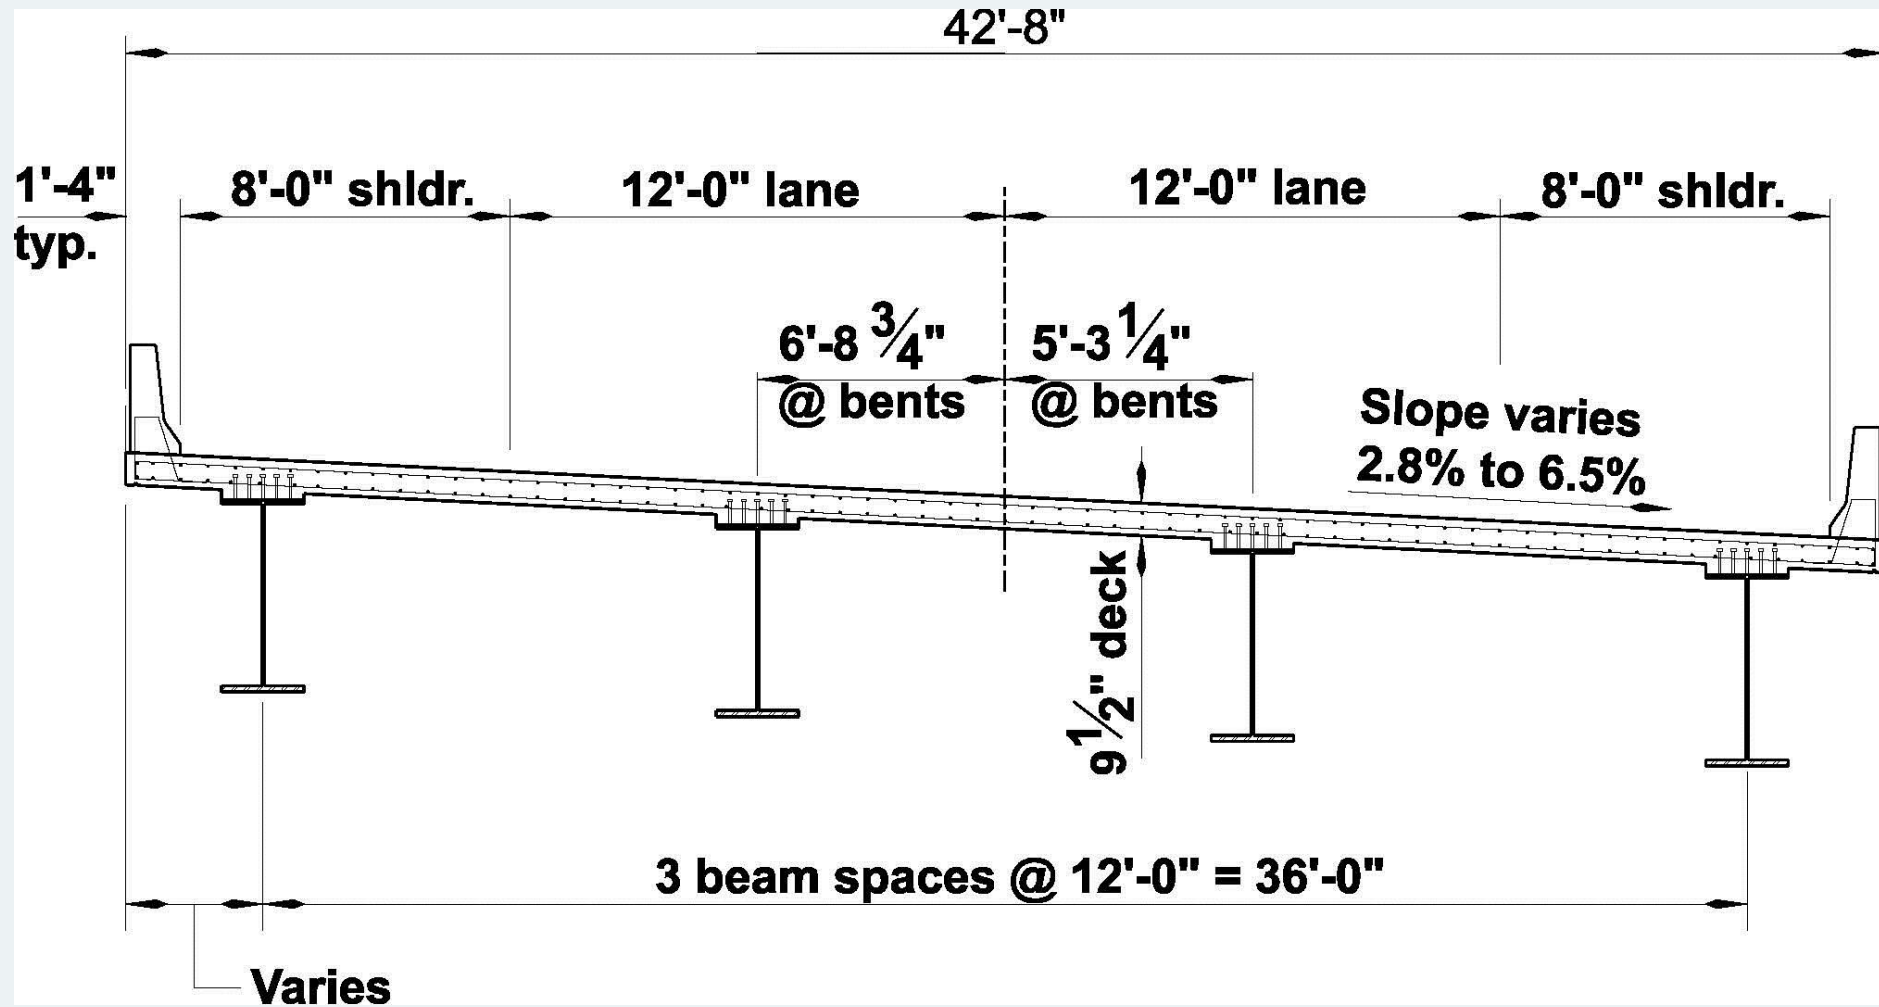 42'-8"
1'-4"
typ.
8'-0" shldr.
12'-0" lane
12'-0" lane
8'-0" shldr.
6'-8 3/4"
@ bents
5'-3 1/4"
@ bents
Slope varies
2.8% to 6.5%
9 1/2" deck
3 beam spaces @ 12'-0" = 36'-0"
Varies